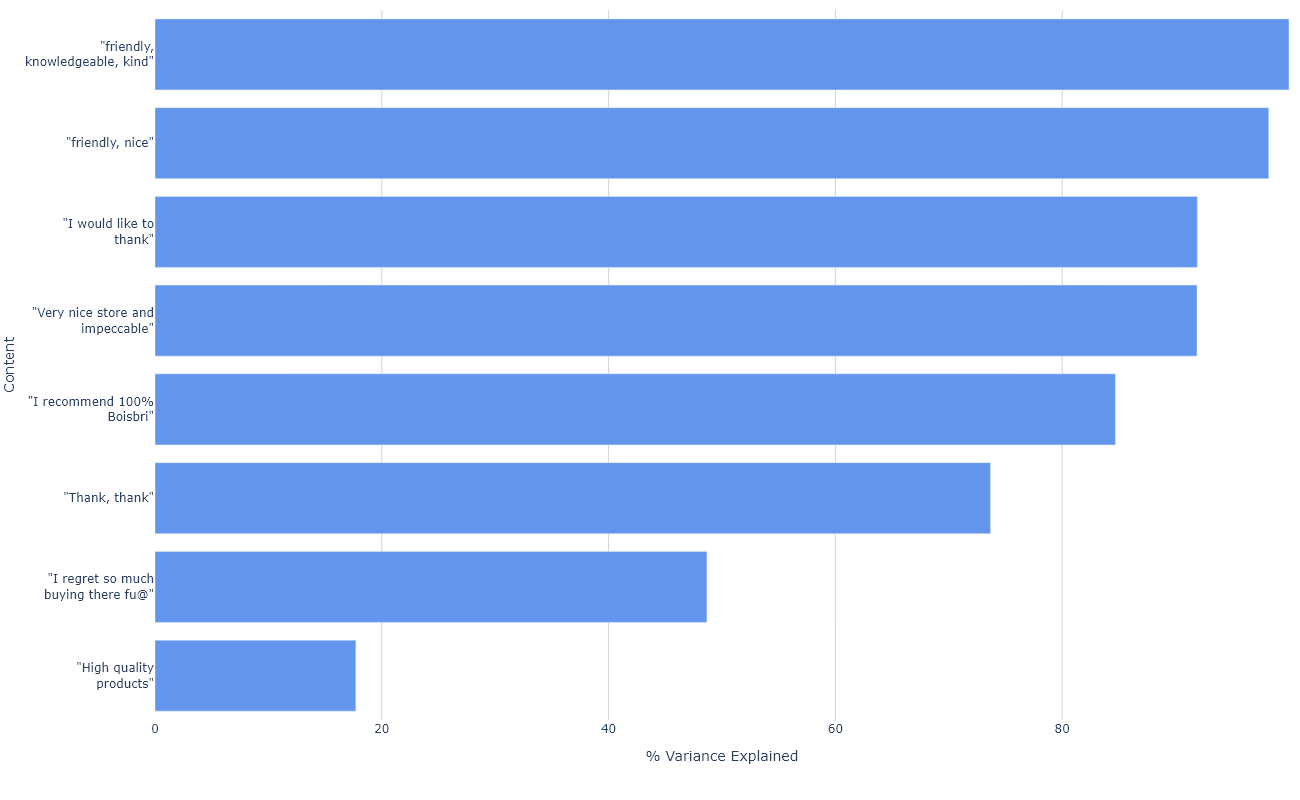 "friendly,
knowledgeable, kind"
"friendly, nice"
"I would like to
thank"
"Very nice store and
impeccable"
"I recommend 100%
Boisbri"
"Thank, thank"
"I regret so much
buying there fu@"
"High quality
products"
Content
0 20 40 60 80
% Variance Explained